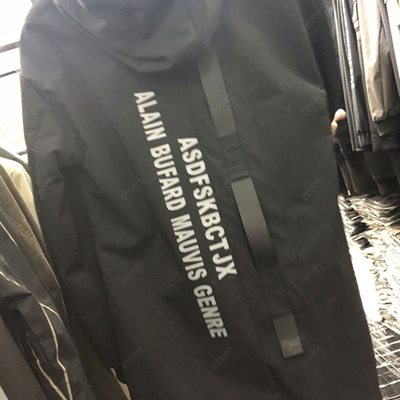 ASDFSKBCTJX
ALAIN BUFARD MAUVIS GENRE